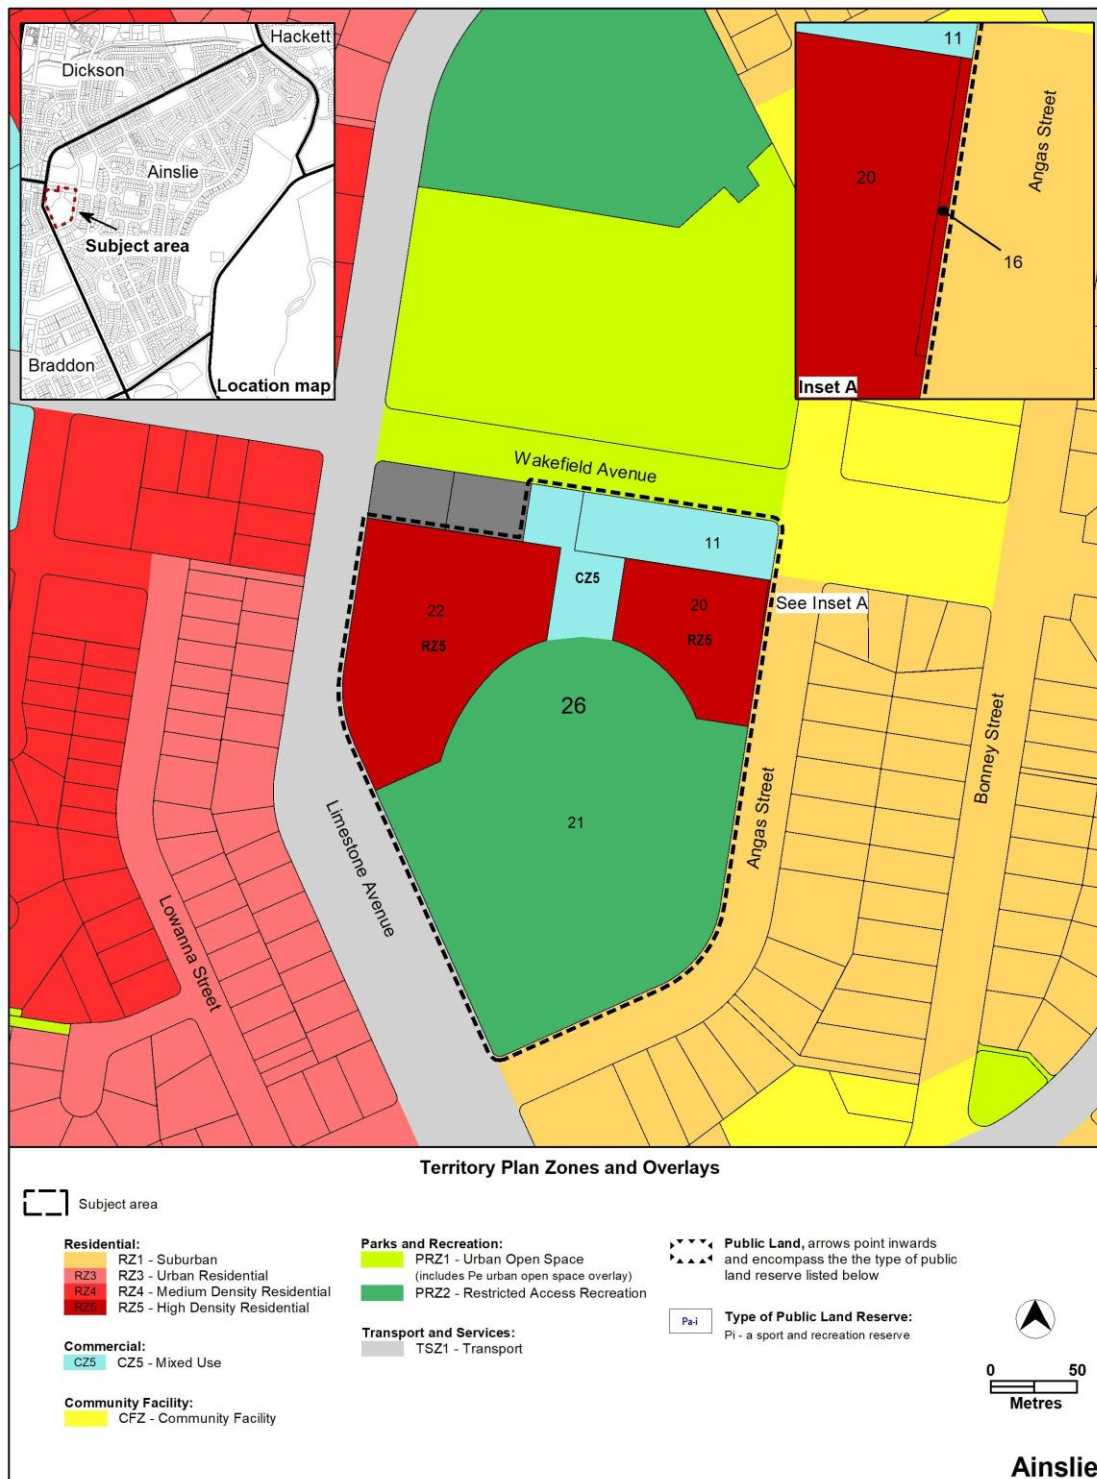 Hackett
Dickson
Ainslie
Subject area
Braddon
Location map
11
20
Angas Street
16
Inset A
Wakefield Avenue
11
CZ5
22
RZ5
20
RZ5
See Inset A
26
21
Limestone Avenue
Lowanna Street
Angas Street
Bonney Street
Territory Plan Zones and Overlays
Subject area
Residential:
RZ1 - Suburban
RZ3 RZ3 - Urban Residential
RZ4 RZ4 - Medium Density Residential
RZ5 RZ5 - High Density Residential
Commercial:
CZ5 CZ5 - Mixed Use
Community Facility:
CFZ - Community Facility
Parks and Recreation:
PRZ1 - Urban Open Space
(includes Pe urban open space overlay)
PRZ2 - Restricted Access Recreation
Transport and Services:
TSZ1 - Transport
Public Land, arrows point inwards
and encompass the the type of public
land reserve listed below
Pa-i
Type of Public Land Reserve:
Pi - a sport and recreation reserve
0 50
Metres
Ainslie